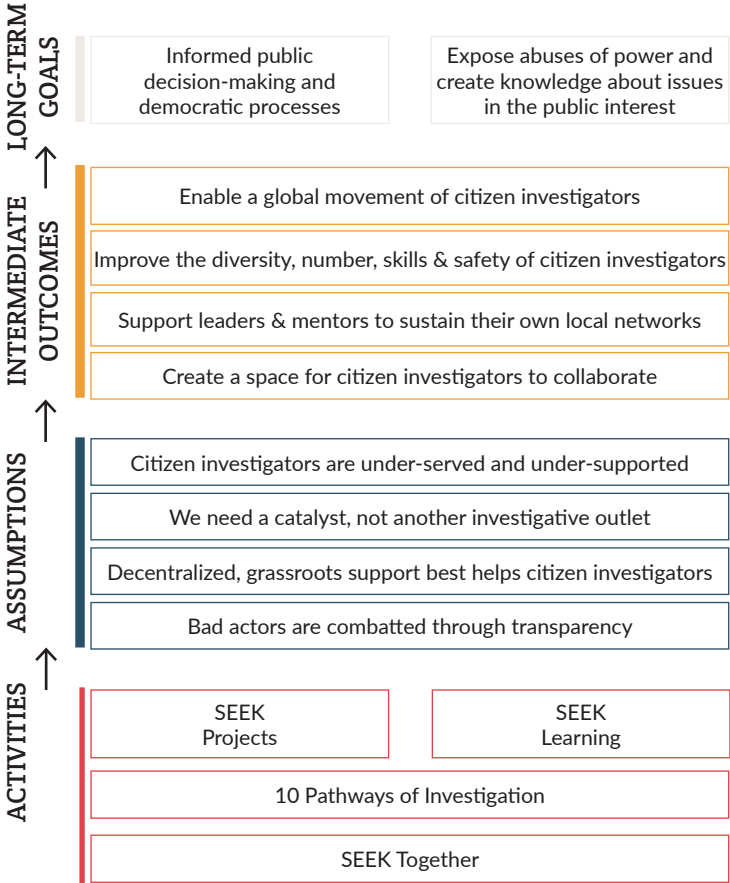 LONG-TERM
GOALS
Informed public
decision-making and
democratic processes
Expose abuses of power and
create knowledge about issues
in the public interest
INTERMEDIATE
OUTCOMES
Enable a global movement of citizen investigators
Improve the diversity, number, skills & safety of citizen investigators
Support leaders & mentors to sustain their own local networks
Create a space for citizen investigators to collaborate
ASSUMPTIONS
Citizen investigators are under-served and under-supported
We need a catalyst, not another investigative outlet
Decentralized, grassroots support best helps citizen investigators
Bad actors are combatted through transparency
ACTIVITIES
SEEK
Projects
SEEK
Learning
10 Pathways of Investigation
SEEK Together